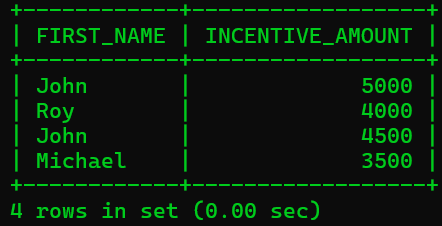 +------------+------------------+
| FIRST_NAME | INCENTIVE_AMOUNT |
+------------+------------------+
| John       |             5000 |
| Roy        |             4000 |
| John       |             4500 |
| Michael    |             3500 |
+------------+------------------+
4 rows in set (0.00 sec)